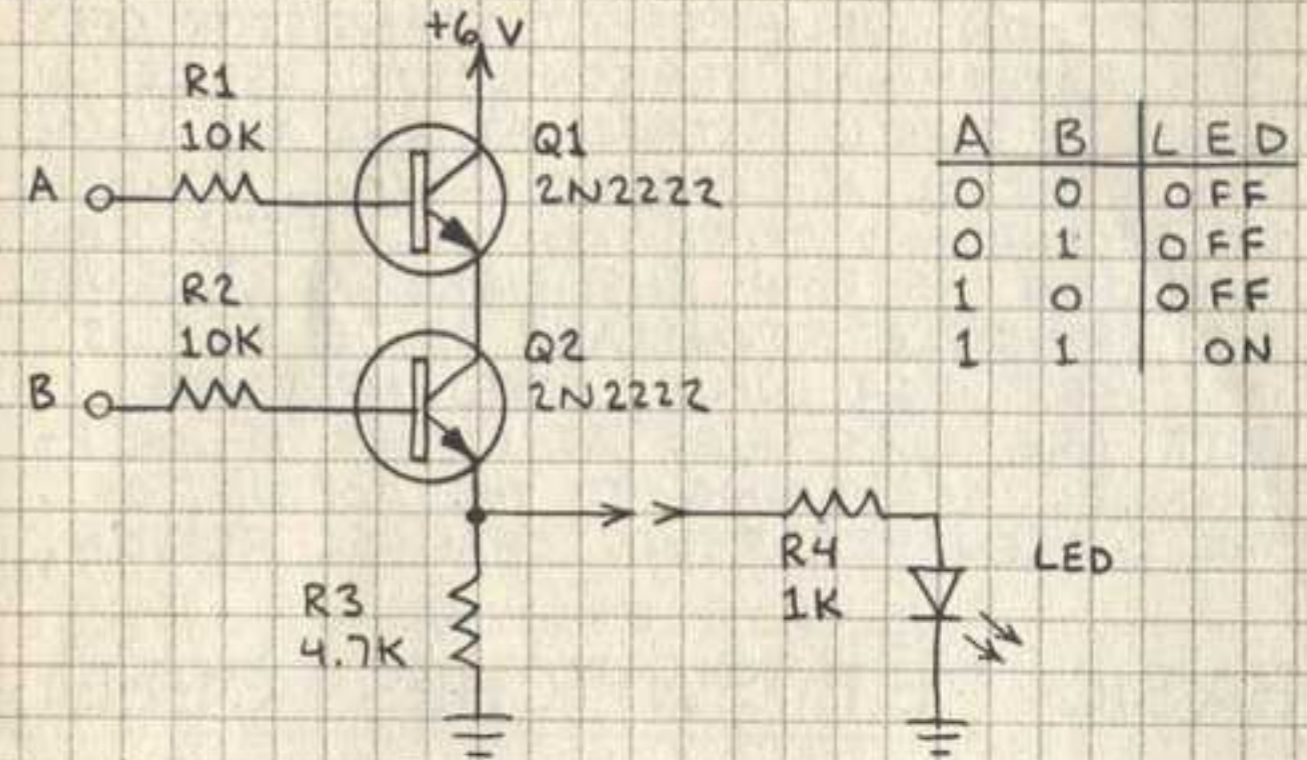 +6 V
R1
10K
A
Q1
2N2222
R2
10K
B
Q2
2N2222
R3
4.7K
R4
1K
LED
A B LED
0 0 OFF
0 1 OFF
1 0 OFF
1 1 ON